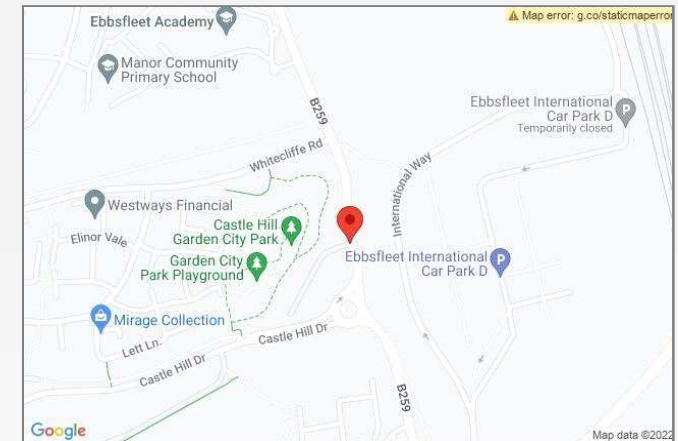 Ebbsfleet Academy
Map error: g.co/staticmaperror
Manor Community
Primary School
B259
Ebbsfleet International
Car Park D
Temporarily closed
Whitecliffe Rd
International Way
Westways Financial
Castle Hill
Garden City Park
Elinor Vale
Garden City
Park Playground
Ebbsfleet International
Car Park D
P
P
Mirage Collection
Castle Hill Dr
Lett Ln.
Castle Hill Dr
B259
Google
Map data ©2022